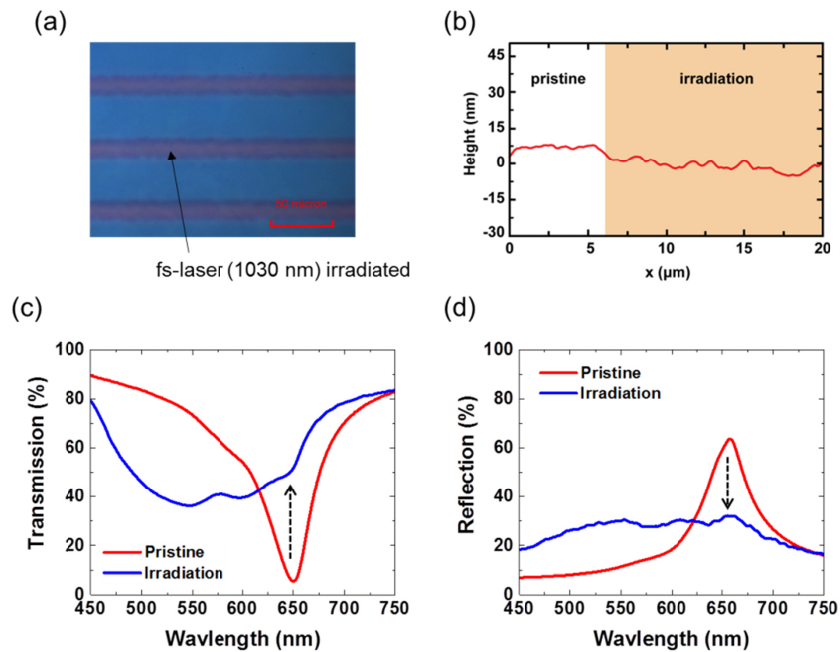 (a)
50 micron
fs-laser (1030 nm) irradiated
(b)
45
30
15
0
-15
-30
Height (nm)
pristine
irradiation
0
5
10
15
20
x (μm)
(c)
100
80
60
40
20
0
Transmission (%)
Pristine
Irradiation
450
500
550
600
650
700
750
Wavlength (nm)
(d)
100
80
60
40
20
0
Reflection (%)
Pristine
Irradiation
450
500
550
600
650
700
750
Wavlength (nm)